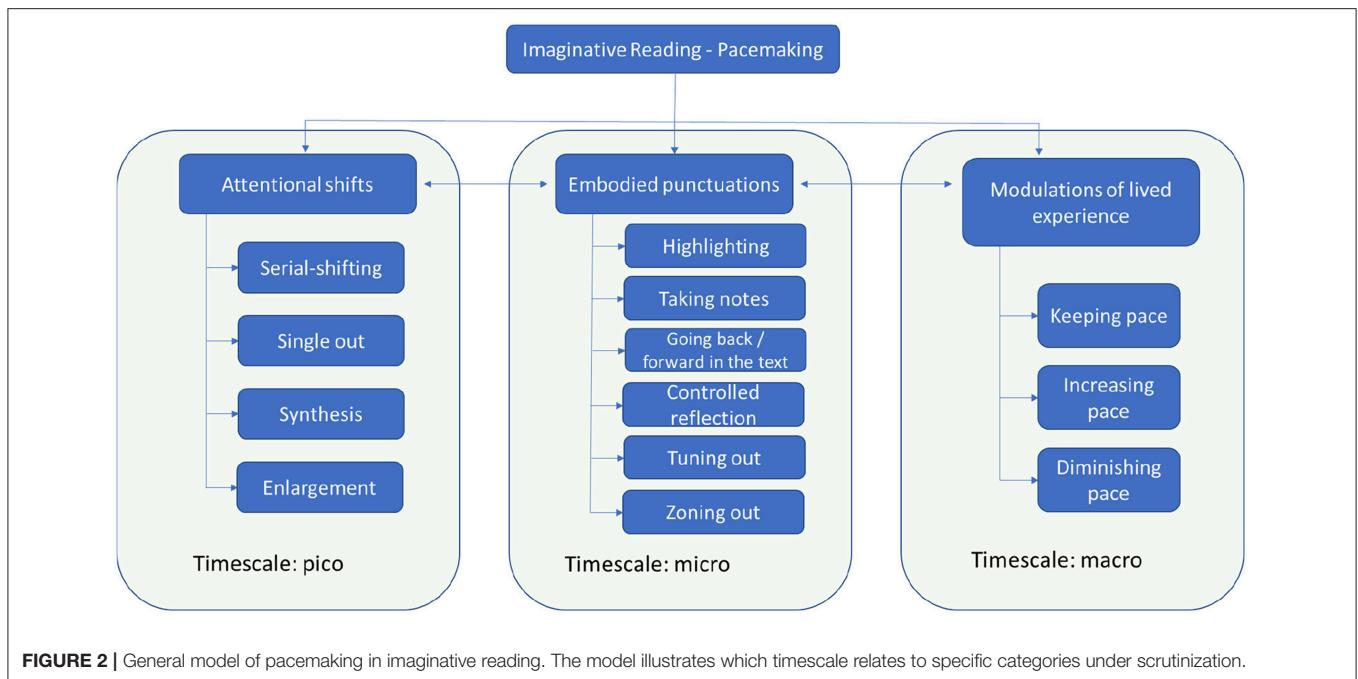 Imaginative Reading - Pacemaking
Attentional shifts
Serial-shifting
Single out
Synthesis
Enlargement
Timescale: pico
Embodied punctuations
Highlighting
Taking notes
Going back /
forward in the text
Controlled
reflection
Tuning out
Zoning out
Timescale: micro
Modulations of lived
experience
Keeping pace
Increasing
pace
Diminishing
pace
Timescale: macro
FIGURE 2 | General model of pacemaking in imaginative reading. The model illustrates which timescale relates to specific categories under scrutinization.